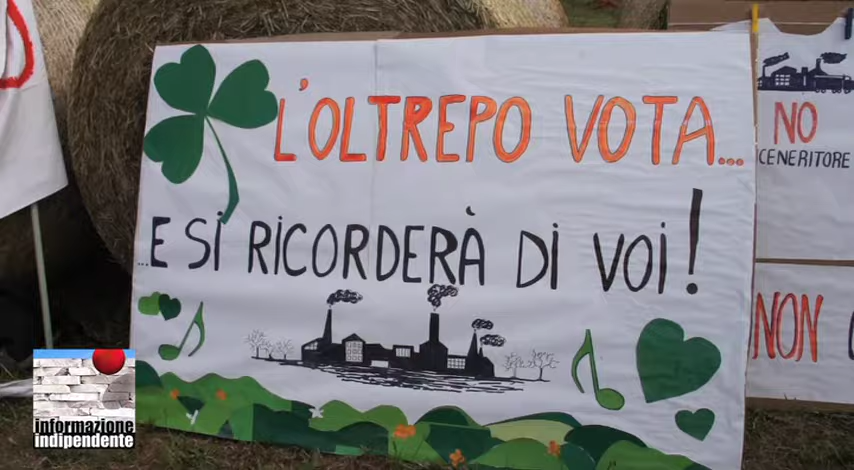 L'OLTREPO VOTA...
...E SI RICORDERÀ DI VOI!
NO
CENERITORE
NON
informazione
indipendente